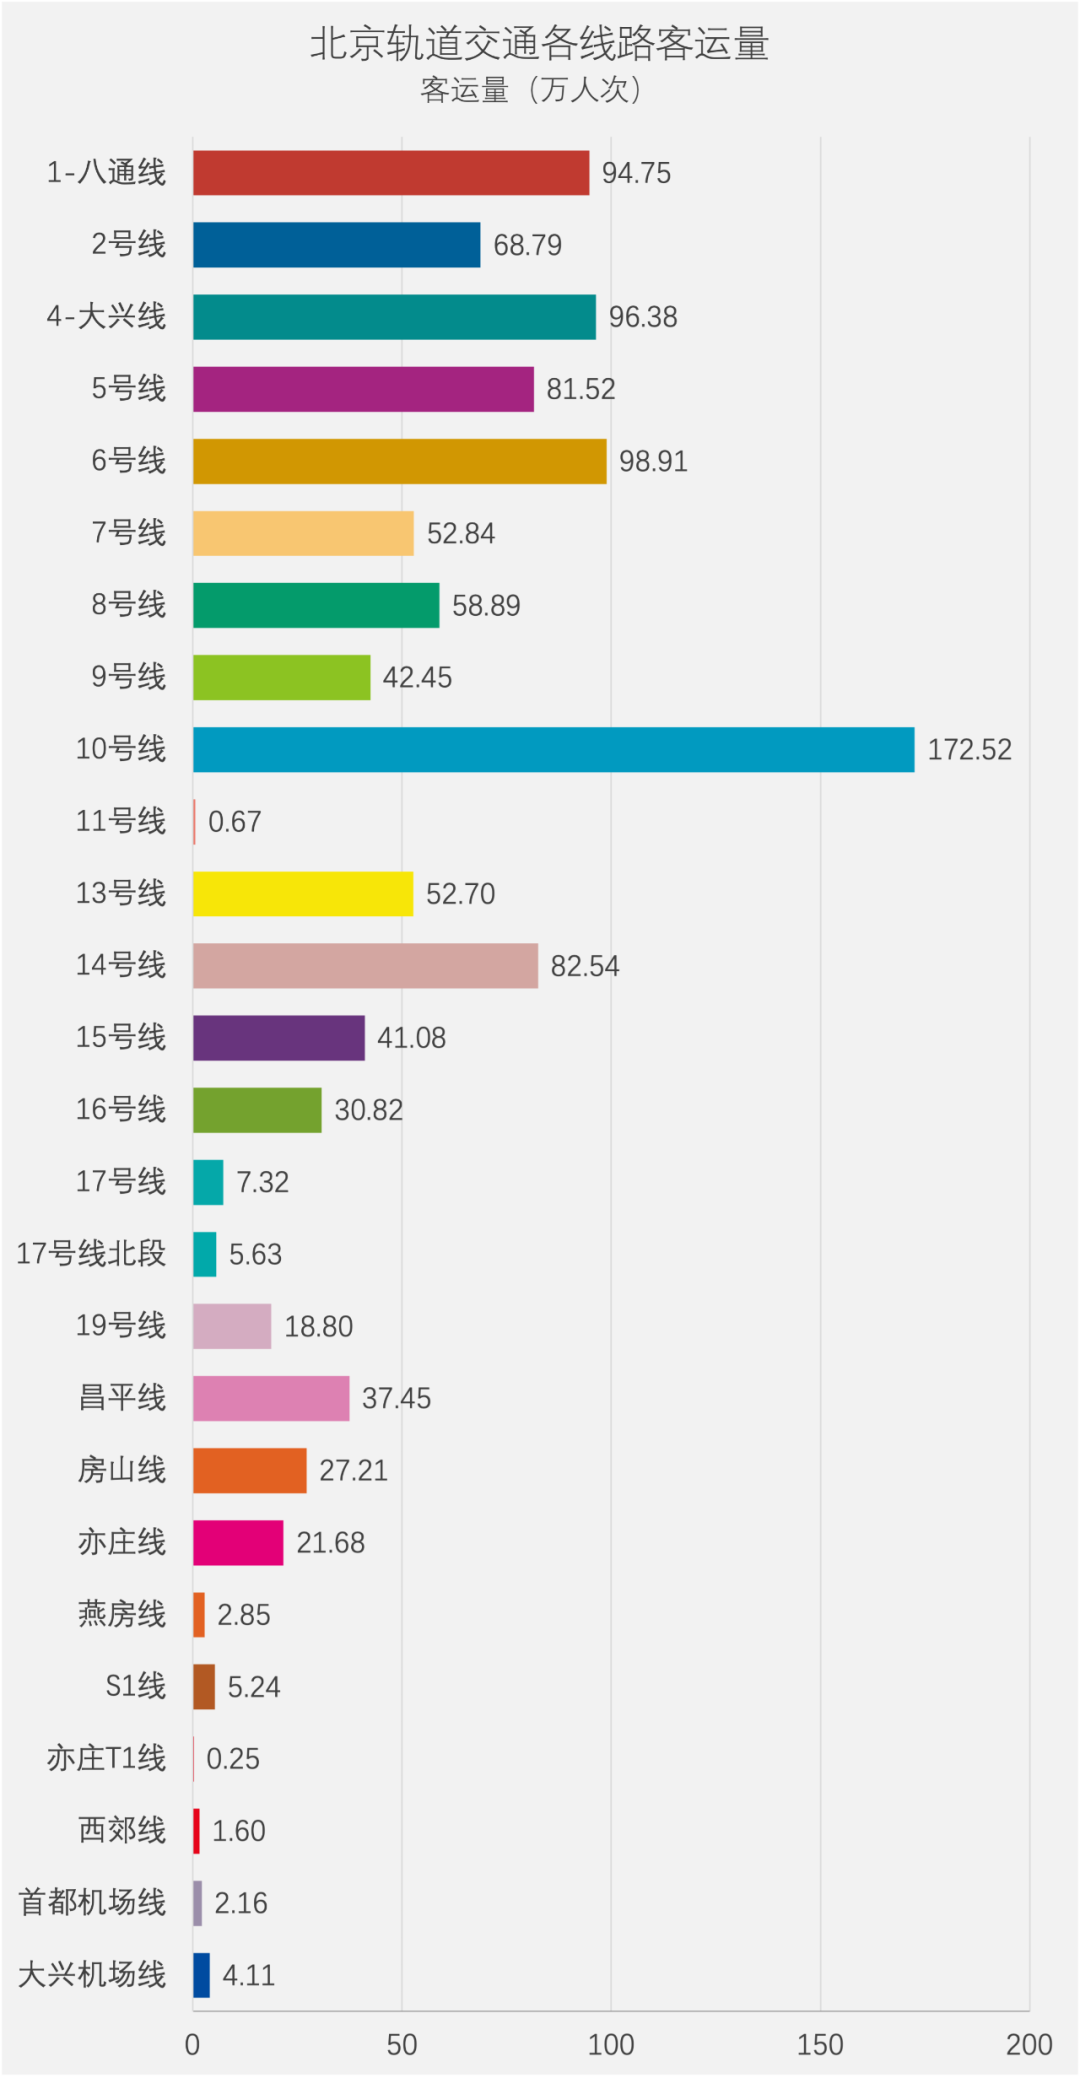 北京轨道交通各线路客运量
客运量（万人次）
1-八通线 94.75
2号线 68.79
4-大兴线 96.38
5号线 81.52
6号线 98.91
7号线 52.84
8号线 58.89
9号线 42.45
10号线 172.52
11号线 0.67
13号线 52.70
14号线 82.54
15号线 41.08
16号线 30.82
17号线 7.32
17号线北段 5.63
19号线 18.80
昌平线 37.45
房山线 27.21
亦庄线 21.68
燕房线 2.85
S1线 5.24
亦庄T1线 0.25
西郊线 1.60
首都机场线 2.16
大兴机场线 4.11
0 50 100 150 200